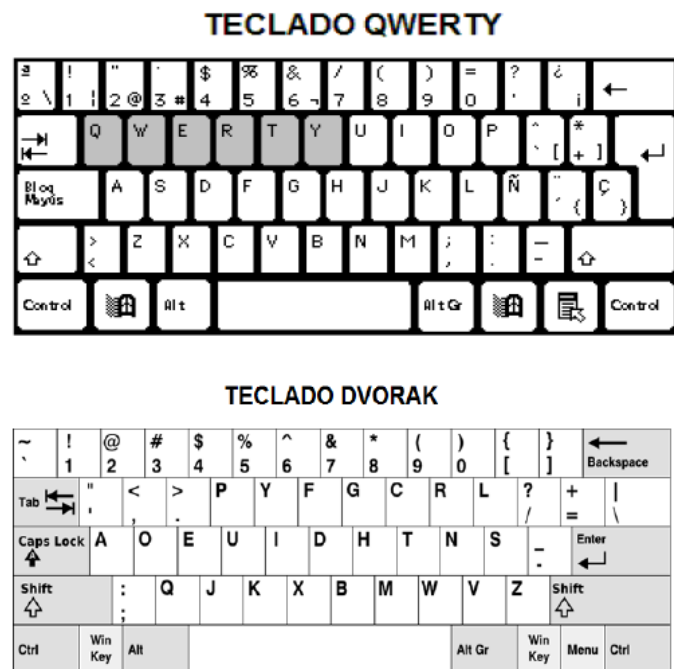 TECLADO QWERTY
ª ! " · $ % & / ( ) = ? ¿
º \ 1 ¦ 2 @ 3 # 4 5 6 ¬ 7 8 9 0 ' ¡ ←
Q W E R T Y U I O P ^ ` [ * + ]
Bloq Mayús A S D F G H J K L Ñ ¨ ´ { Ç }
> < Z X C V B N M ; , : . _ -
Control Alt Alt Gr Control
TECLADO DVORAK
~ ! @ # $ % ^ & * ( ) { } ←
` 1 2 3 4 5 6 7 8 9 0 [ ] Backspace
Tab " < > P Y F G C R L ? + |
' , . / = \
Caps Lock A O E U I D H T N S _ - Enter
Shift : ; Q J K X B M W V Z Shift
Ctrl Win Key Alt Alt Gr Win Key Menu Ctrl